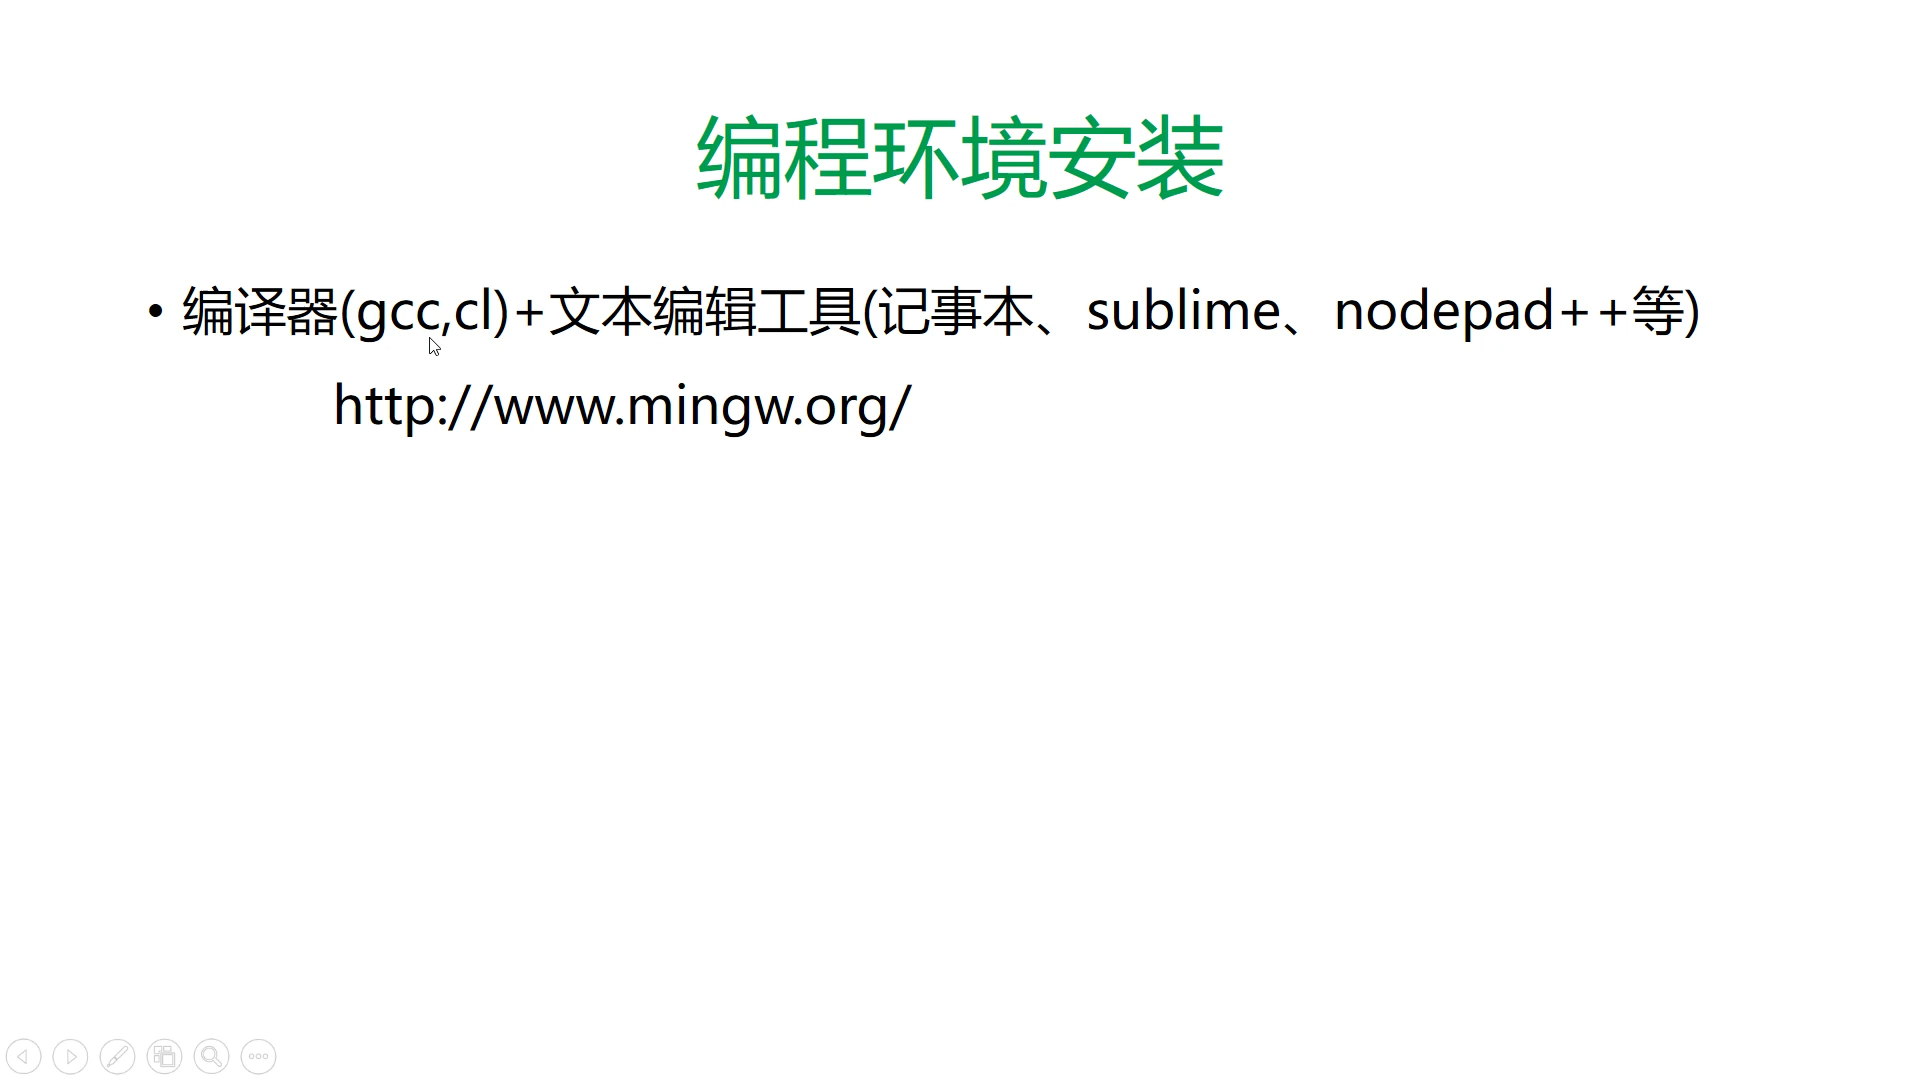 编程环境安装
• 编译器(gcc,cl)+文本编辑工具(记事本、sublime、nodepad++等)
http://www.mingw.org/